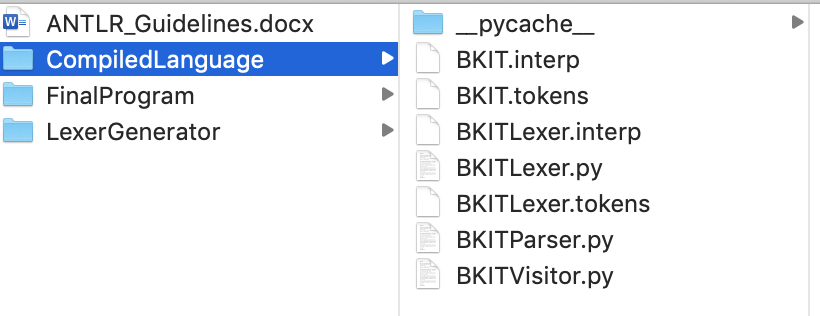 ANTLR_Guidelines.docx
CompiledLanguage
FinalProgram
LexerGenerator
__pycache__
BKIT.interp
BKIT.tokens
BKITLexer.interp
BKITLexer.py
BKITLexer.tokens
BKITParser.py
BKITVisitor.py